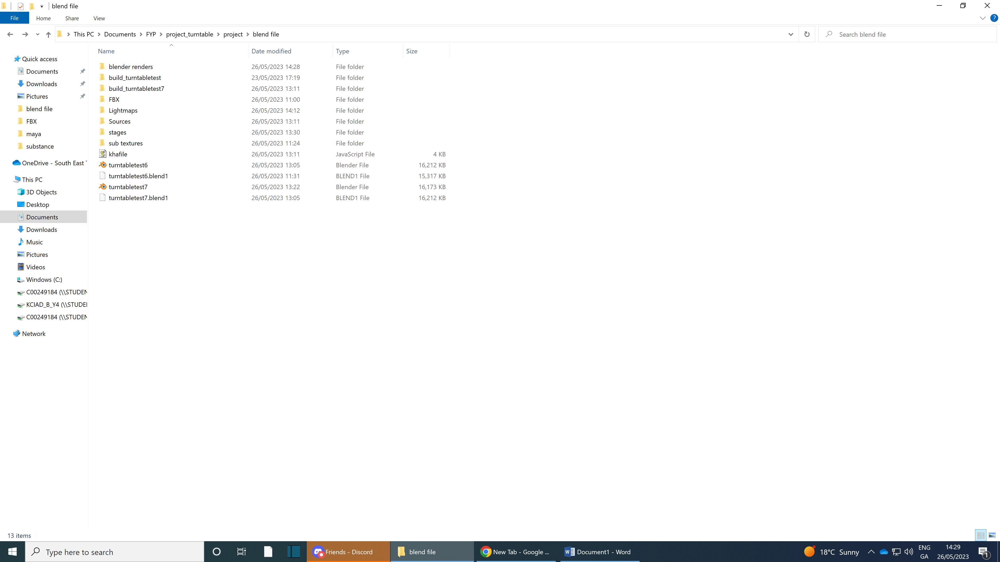 blend file
File Home Share View
This PC Documents FYP project_turntable project blend file
Search blend file
Name Date modified Type Size
Quick access
Documents
Downloads
Pictures
blend file
FBX
maya
substance
OneDrive - South East T
This PC
3D Objects
Desktop
Documents
Downloads
Music
Pictures
Videos
Windows (C:)
C00249184 (\\STUDEN
KCIAD_B_Y4 (\\STUDE
C00249184 (\\STUDEN
Network
blender renders 26/05/2023 14:28 File folder
build_turntabletest 23/05/2023 17:19 File folder
build_turntabletest7 26/05/2023 13:11 File folder
FBX 26/05/2023 11:00 File folder
Lightmaps 26/05/2023 14:12 File folder
Sources 26/05/2023 13:11 File folder
stages 26/05/2023 13:30 File folder
sub textures 26/05/2023 11:24 File folder
khafile 26/05/2023 13:11 JavaScript File 4 KB
turntabletest6 26/05/2023 13:05 Blender File 16,212 KB
turntabletest6.blend1 26/05/2023 11:31 BLEND1 File 15,317 KB
turntabletest7 26/05/2023 13:22 Blender File 16,173 KB
turntabletest7.blend1 26/05/2023 13:05 BLEND1 File 16,212 KB
13 items
Type here to search
Friends - Discord
blend file
New Tab - Google ...
Document1 - Word
18°C Sunny
ENG
GA
14:29
26/05/2023
1